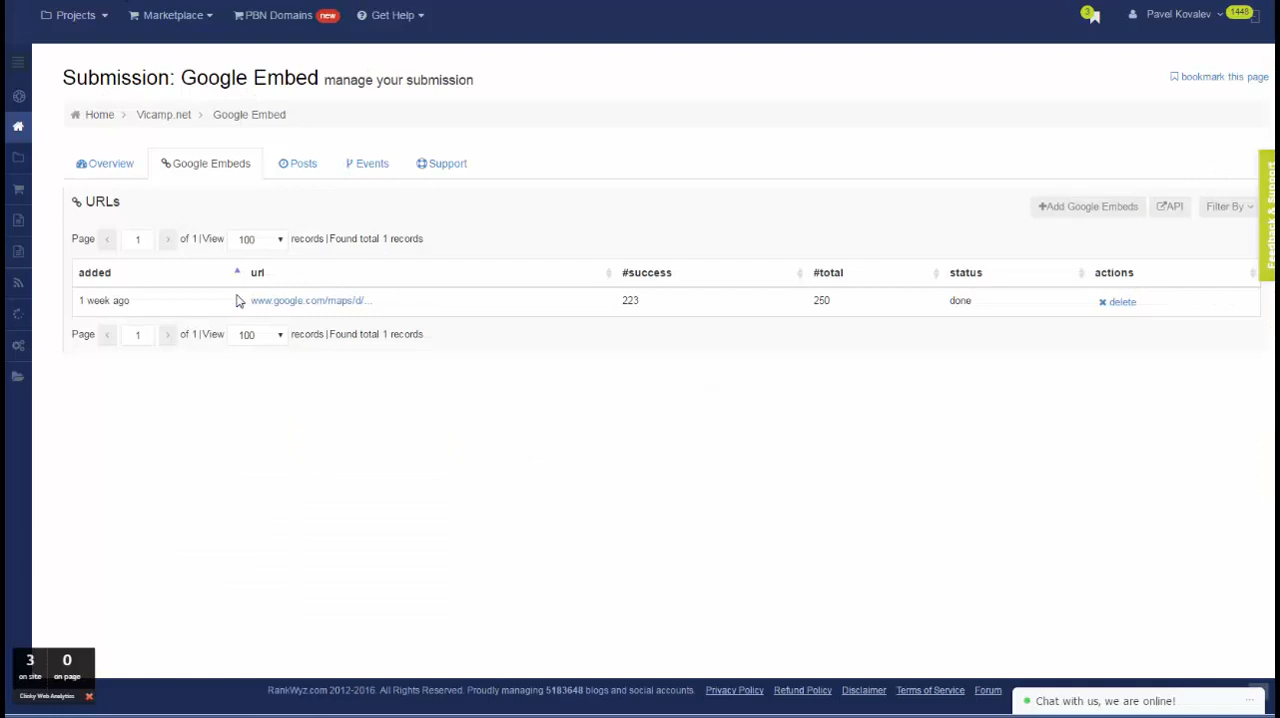 Projects Marketplace PBN Domains new Get Help 3 Pavel Kovalev 1448
Submission: Google Embed manage your submission
bookmark this page
Home > Vicamp.net > Google Embed
Overview Google Embeds Posts Events Support
Feedback & Support
URLs
+Add Google Embeds API Filter By
Page 1 of 1 | View 100 records | Found total 1 records
added url #success #total status actions
1 week ago www.google.com/maps/d/... 223 250 done delete
Page 1 of 1 | View 100 records | Found total 1 records
3 0
on site on page
Clicky Web Analytics
RankWyz.com 2012-2016. All Rights Reserved. Proudly managing 5183648 blogs and social accounts. Privacy Policy Refund Policy Disclaimer Terms of Service Forum
Chat with us, we are online!